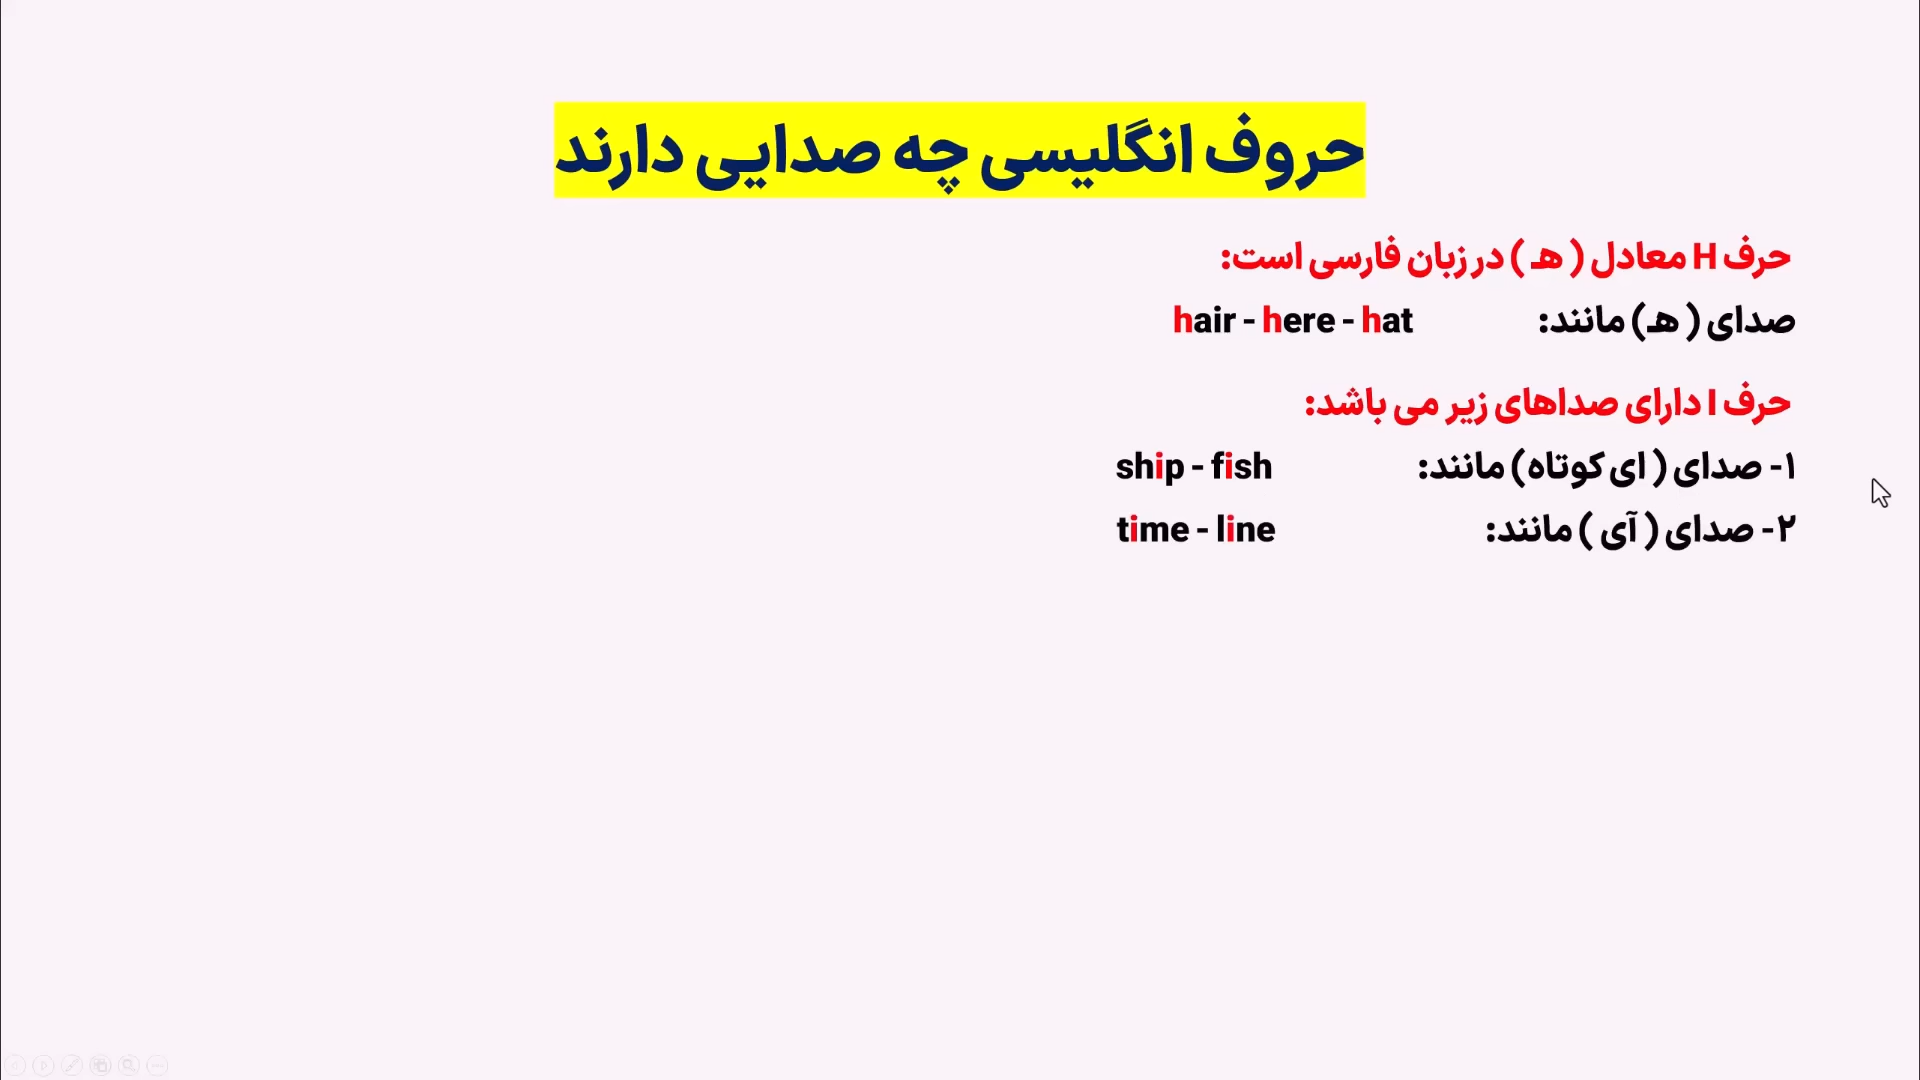 حروف انگلیسی چه صدایی دارند
حرف H معادل ( هـ ) در زبان فارسی است:
صدای ( هـ) مانند: hair - here - hat
حرف I دارای صداهای زیر می باشد:
۱- صدای ( ای کوتاه) مانند: ship - fish
۲- صدای ( آی ) مانند: time - line